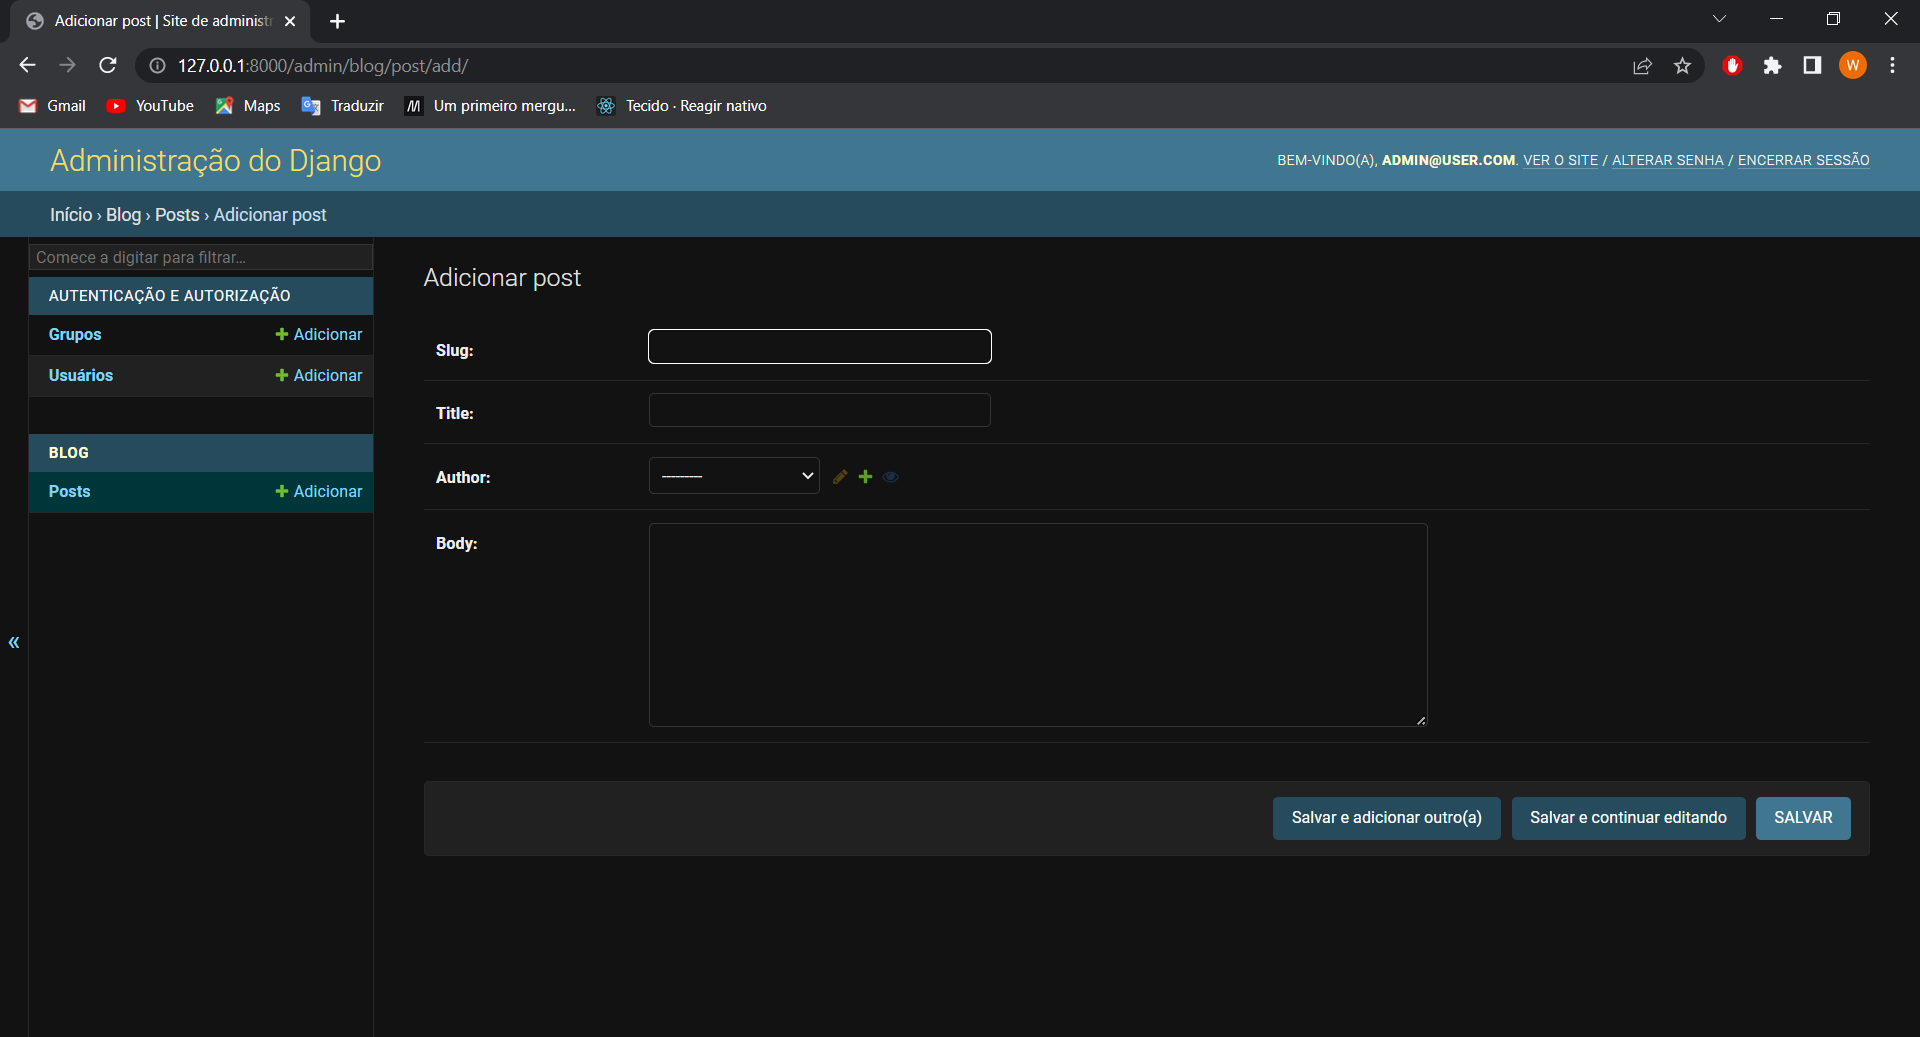 Adicionar post | Site de administr
127.0.0.1:8000/admin/blog/post/add/
W
Gmail
YouTube
Maps
Traduzir
Um primeiro mergu...
Tecido · Reagir nativo
Administração do Django
BEM-VINDO(A), ADMIN@USER.COM. VER O SITE / ALTERAR SENHA / ENCERRAR SESSÃO
Início › Blog › Posts › Adicionar post
Comece a digitar para filtrar…
AUTENTICAÇÃO E AUTORIZAÇÃO
Grupos
Adicionar
Usuários
Adicionar
BLOG
Posts
Adicionar
«
Adicionar post
Slug:
Title:
Author:
---------
Body:
Salvar e adicionar outro(a)
Salvar e continuar editando
SALVAR